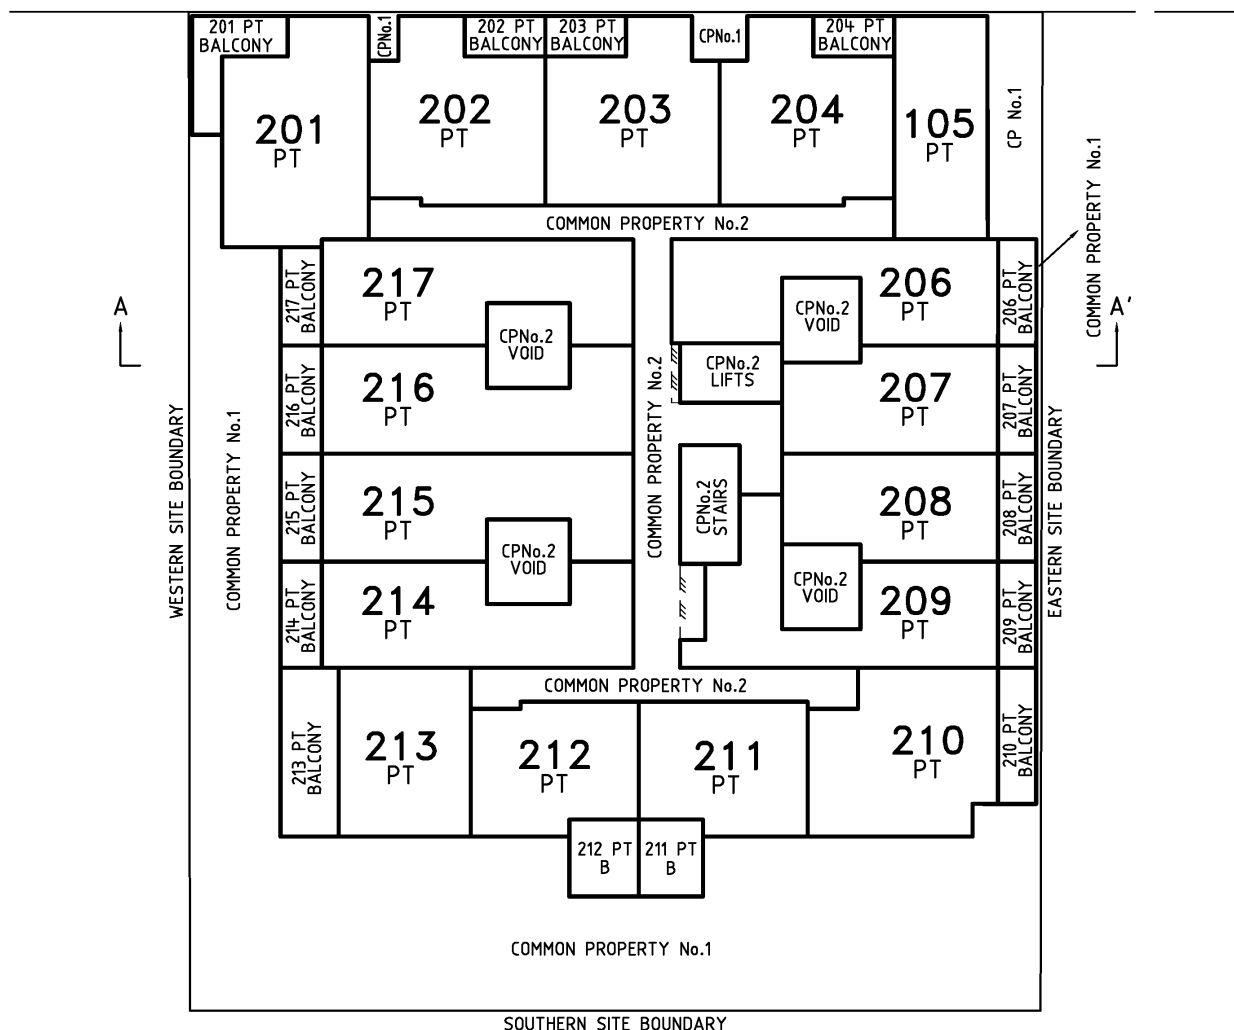 201 PT
BALCONY
CPNo.1
202 PT
BALCONY
203 PT
BALCONY
CPNo.1
204 PT
BALCONY
201
PT
202
PT
203
PT
204
PT
105
PT
CP No.1
COMMON PROPERTY No.1
COMMON PROPERTY No.2
217 PT
BALCONY
217
PT
CPNo.2
VOID
206
PT
CPNo.2
VOID
206 PT
BALCONY
A
A'
216 PT
BALCONY
216
PT
COMMON PROPERTY No.2
CPNo.2
LIFTS
207
PT
207 PT
BALCONY
WESTERN SITE BOUNDARY
COMMON PROPERTY No.1
EASTERN SITE BOUNDARY
215 PT
BALCONY
215
PT
CPNo.2
VOID
CPNo.2
STAIRS
208
PT
208 PT
BALCONY
214 PT
BALCONY
214
PT
CPNo.2
VOID
209
PT
209 PT
BALCONY
COMMON PROPERTY No.2
213 PT
BALCONY
213
PT
212
PT
211
PT
210
PT
210 PT
BALCONY
212 PT
B
211 PT
B
COMMON PROPERTY No.1
SOUTHERN SITE BOUNDARY